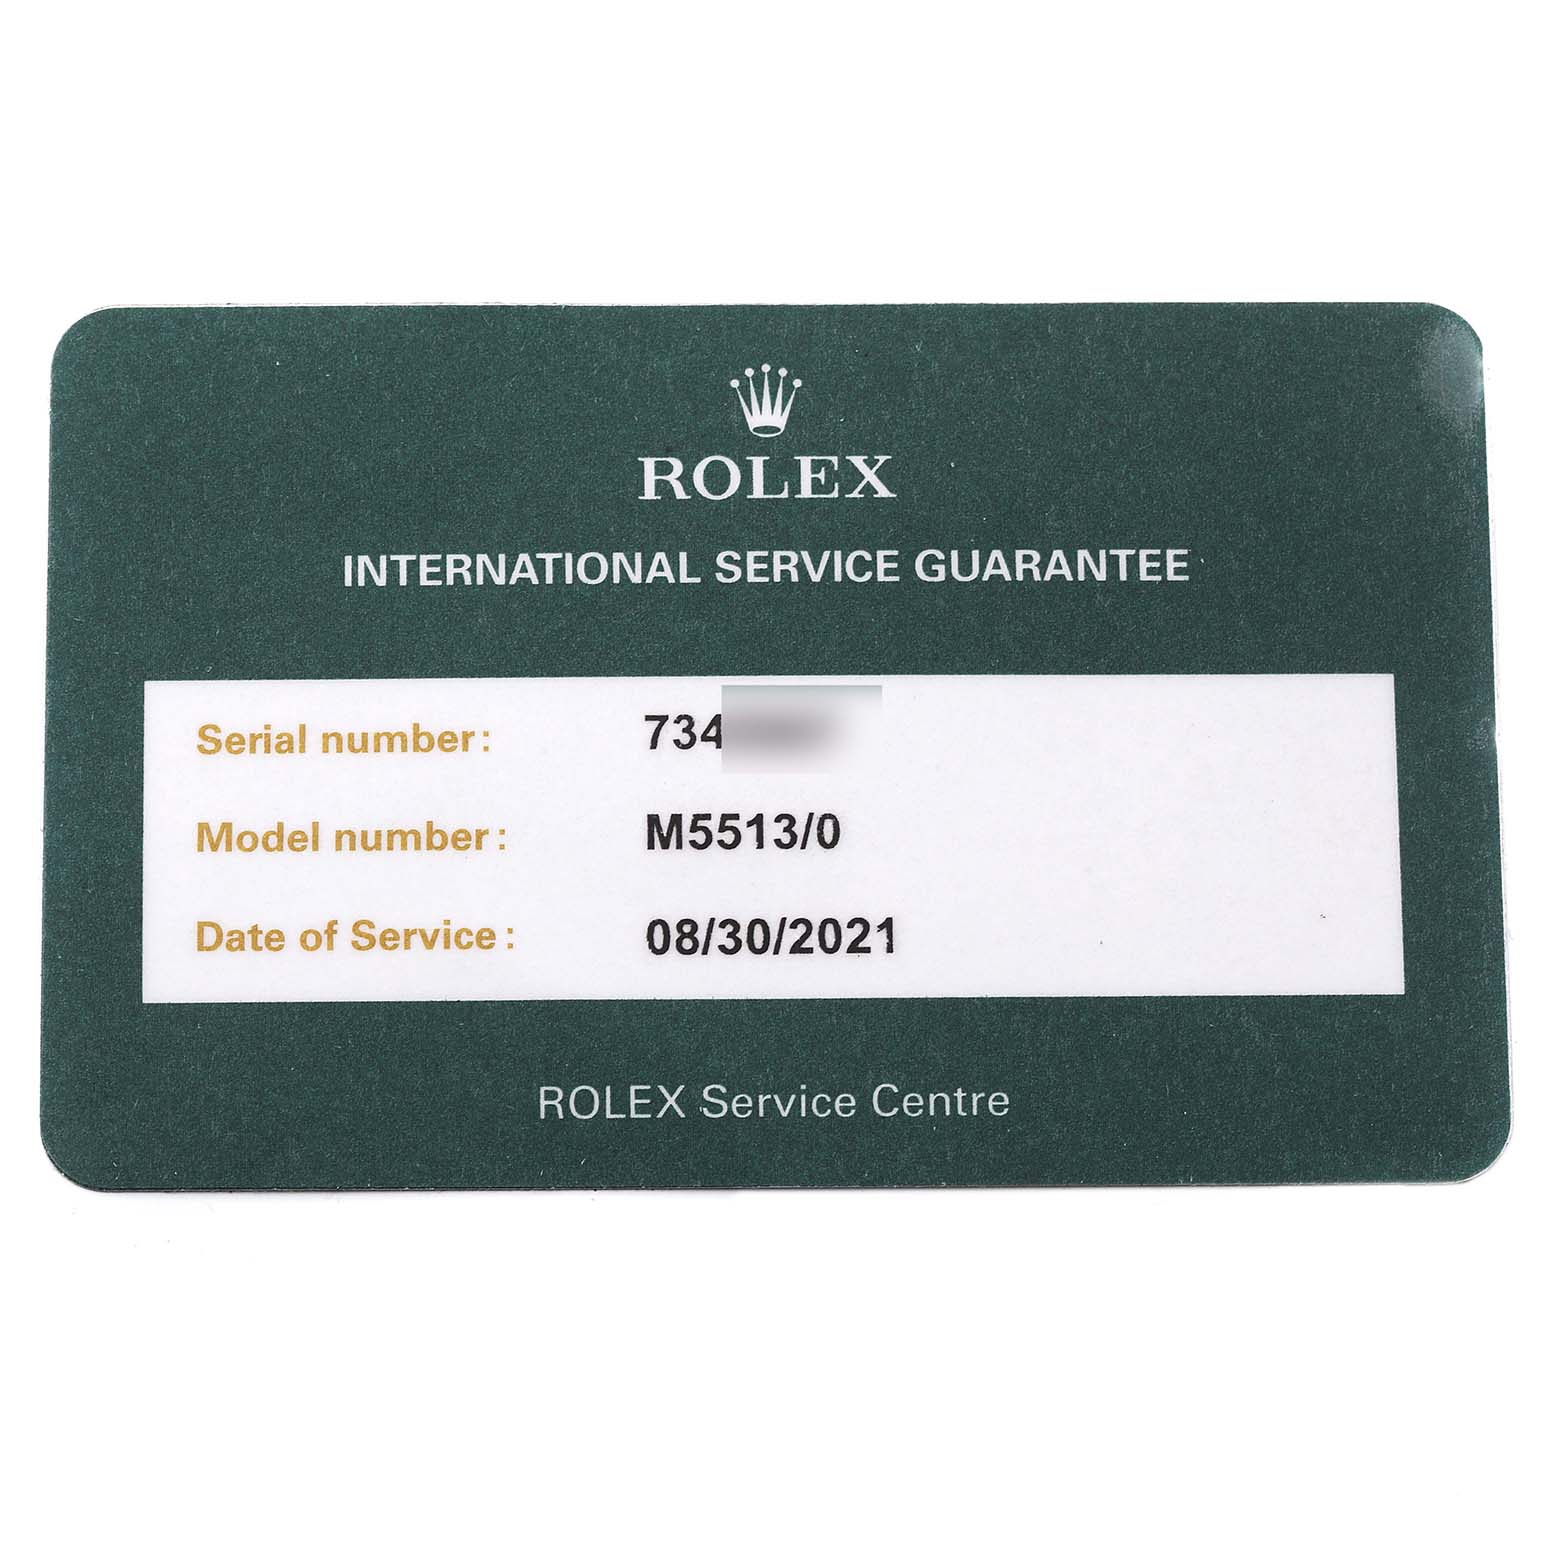 ROLEX
INTERNATIONAL SERVICE GUARANTEE
Serial number: 734
Model number: M5513/0
Date of Service: 08/30/2021
ROLEX Service Centre